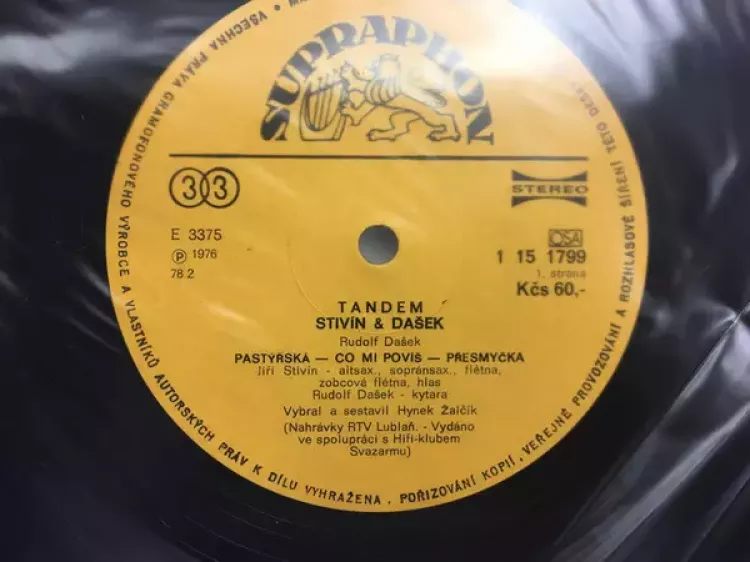 SUPRAPHON
33
STEREO
E 3375
℗ 1976
78 2
OSA
1 15 1799
1. strana
Kčs 60,-
TANDEM
STIVÍN & DAŠEK
Rudolf Dašek
PASTÝŘSKÁ — CO MI POVÍŠ — PŘESMYČKA
Jiří Stivín - altsax., sopránsax., flétna,
zobcová flétna, hlas
Rudolf Dašek - kytara
Vybral a sestavil Hynek Žalčík
(Nahrávky RTV Lublaň. - Vydáno
ve spolupráci s Hifi-klubem
Svazarmu)
VŠECHNA PRÁVA GRAMOFONOVÉHO VÝROBCE A VLASTNÍKŮ AUTORSKÝCH PRÁV K DÍLU VYHRAŽENA. POŘIZOVÁNÍ KOPIÍ, VEŘEJNÉ PROVOZOVÁNÍ A ROZHLASOVÉ ŠÍŘENÍ TÉTO DESKY